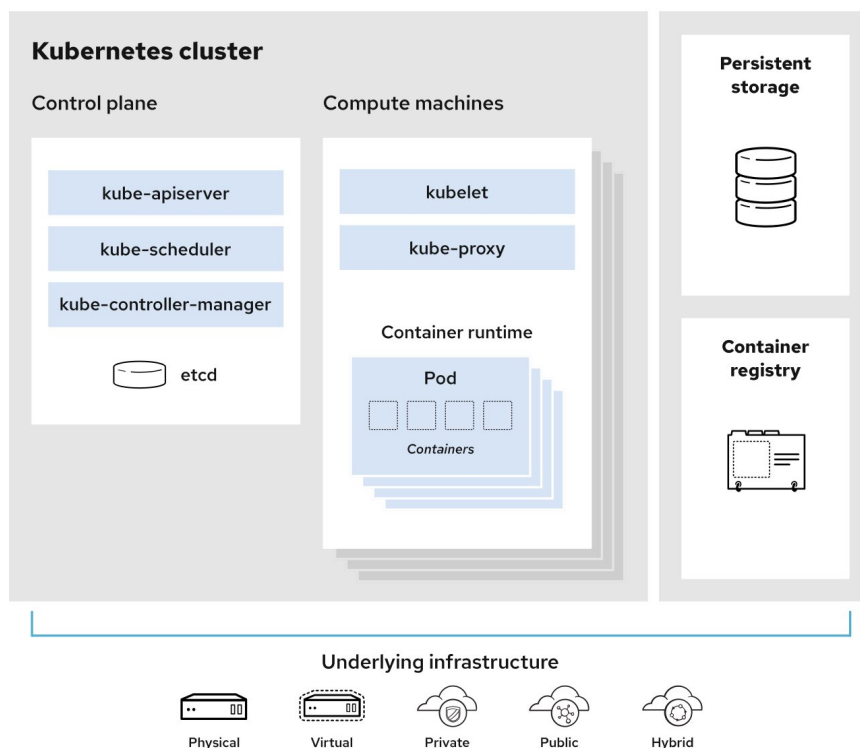 Kubernetes cluster
Control plane
kube-apiserver
kube-scheduler
kube-controller-manager
etcd
Compute machines
kubelet
kube-proxy
Container runtime
Pod
Containers
Persistent
storage
Container
registry
Underlying infrastructure
Physical
Virtual
Private
Public
Hybrid